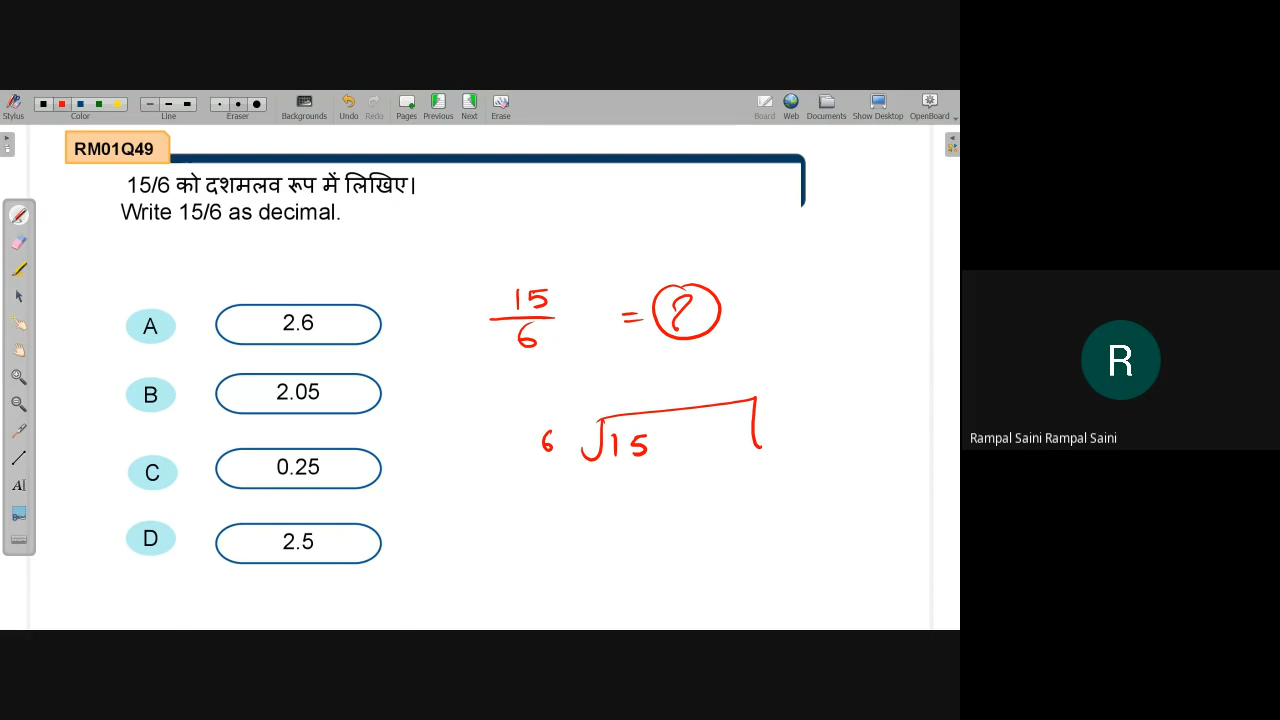 Stylus
Color
Line
Eraser
Backgrounds
Undo
Redo
Pages
Previous
Next
Erase
Board
Web
Documents
Show Desktop
OpenBoard
RM01Q49
15/6 को दशमलव रूप में लिखिए।
Write 15/6 as decimal.
A 2.6
B 2.05
C 0.25
D 2.5
15
6
= ?
6 15
R
Rampal Saini Rampal Saini